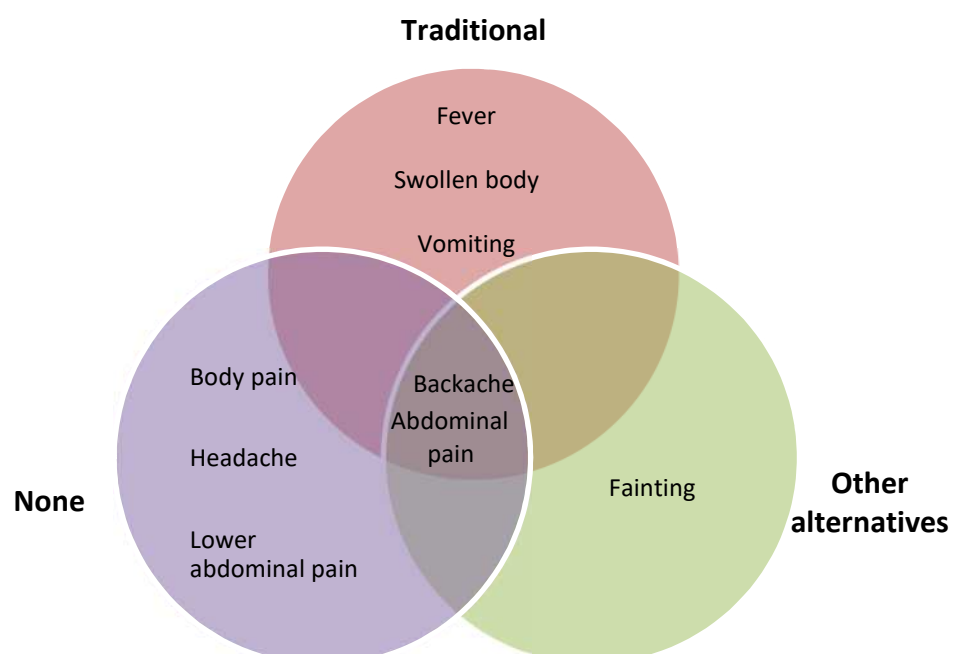 Traditional
Fever
Swollen body
Vomiting
Body pain
Backache
Abdominal
pain
Headache
Fainting
None
Other
alternatives
Lower
abdominal pain